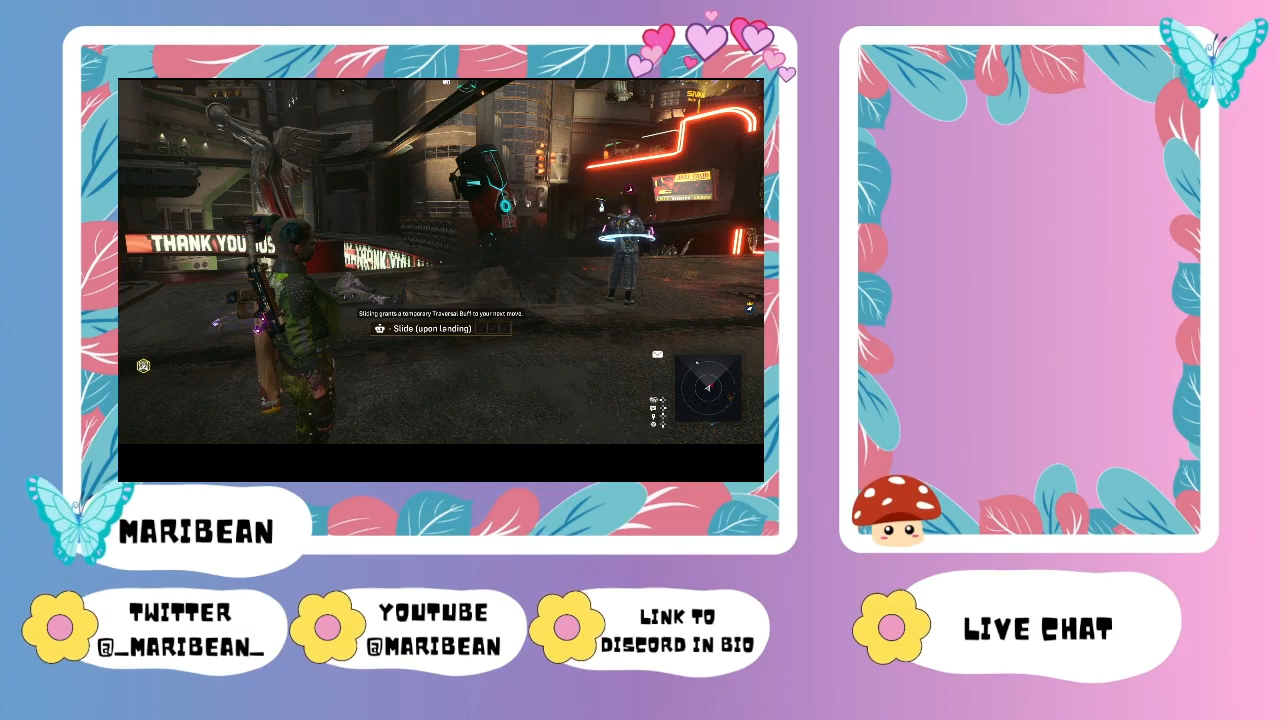 THANK YOU JOS
Sliding grants a temporary Traversal Buff to your next move.
- Slide (upon landing)
MARIBEAN
TWITTER
@_MARIBEAN_
YOUTUBE
@MARIBEAN
LINK TO
DISCORD IN BIO
LIVE CHAT